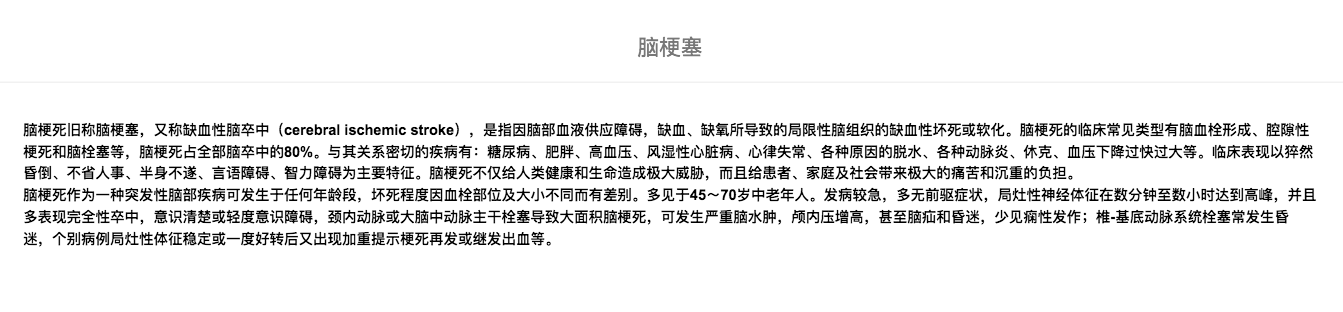 脑梗塞
脑梗死旧称脑梗塞，又称缺血性脑卒中（cerebral ischemic stroke），是指因脑部血液供应障碍，缺血、缺氧所导致的局限性脑组织的缺血性坏死或软化。脑梗死的临床常见类型有脑血栓形成、腔隙性
梗死和脑栓塞等，脑梗死占全部脑卒中的80%。与其关系密切的疾病有：糖尿病、肥胖、高血压、风湿性心脏病、心律失常、各种原因的脱水、各种动脉炎、休克、血压下降过快过大等。临床表现以猝然
昏倒、不省人事、半身不遂、言语障碍、智力障碍为主要特征。脑梗死不仅给人类健康和生命造成极大威胁，而且给患者、家庭及社会带来极大的痛苦和沉重的负担。
脑梗死作为一种突发性脑部疾病可发生于任何年龄段，坏死程度因血栓部位及大小不同而有差别。多见于45～70岁中老年人。发病较急，多无前驱症状，局灶性神经体征在数分钟至数小时达到高峰，并且
多表现完全性卒中，意识清楚或轻度意识障碍，颈内动脉或大脑中动脉主干栓塞导致大面积脑梗死，可发生严重脑水肿，颅内压增高，甚至脑疝和昏迷，少见痫性发作；椎-基底动脉系统栓塞常发生昏
迷，个别病例局灶性体征稳定或一度好转后又出现加重提示梗死再发或继发出血等。